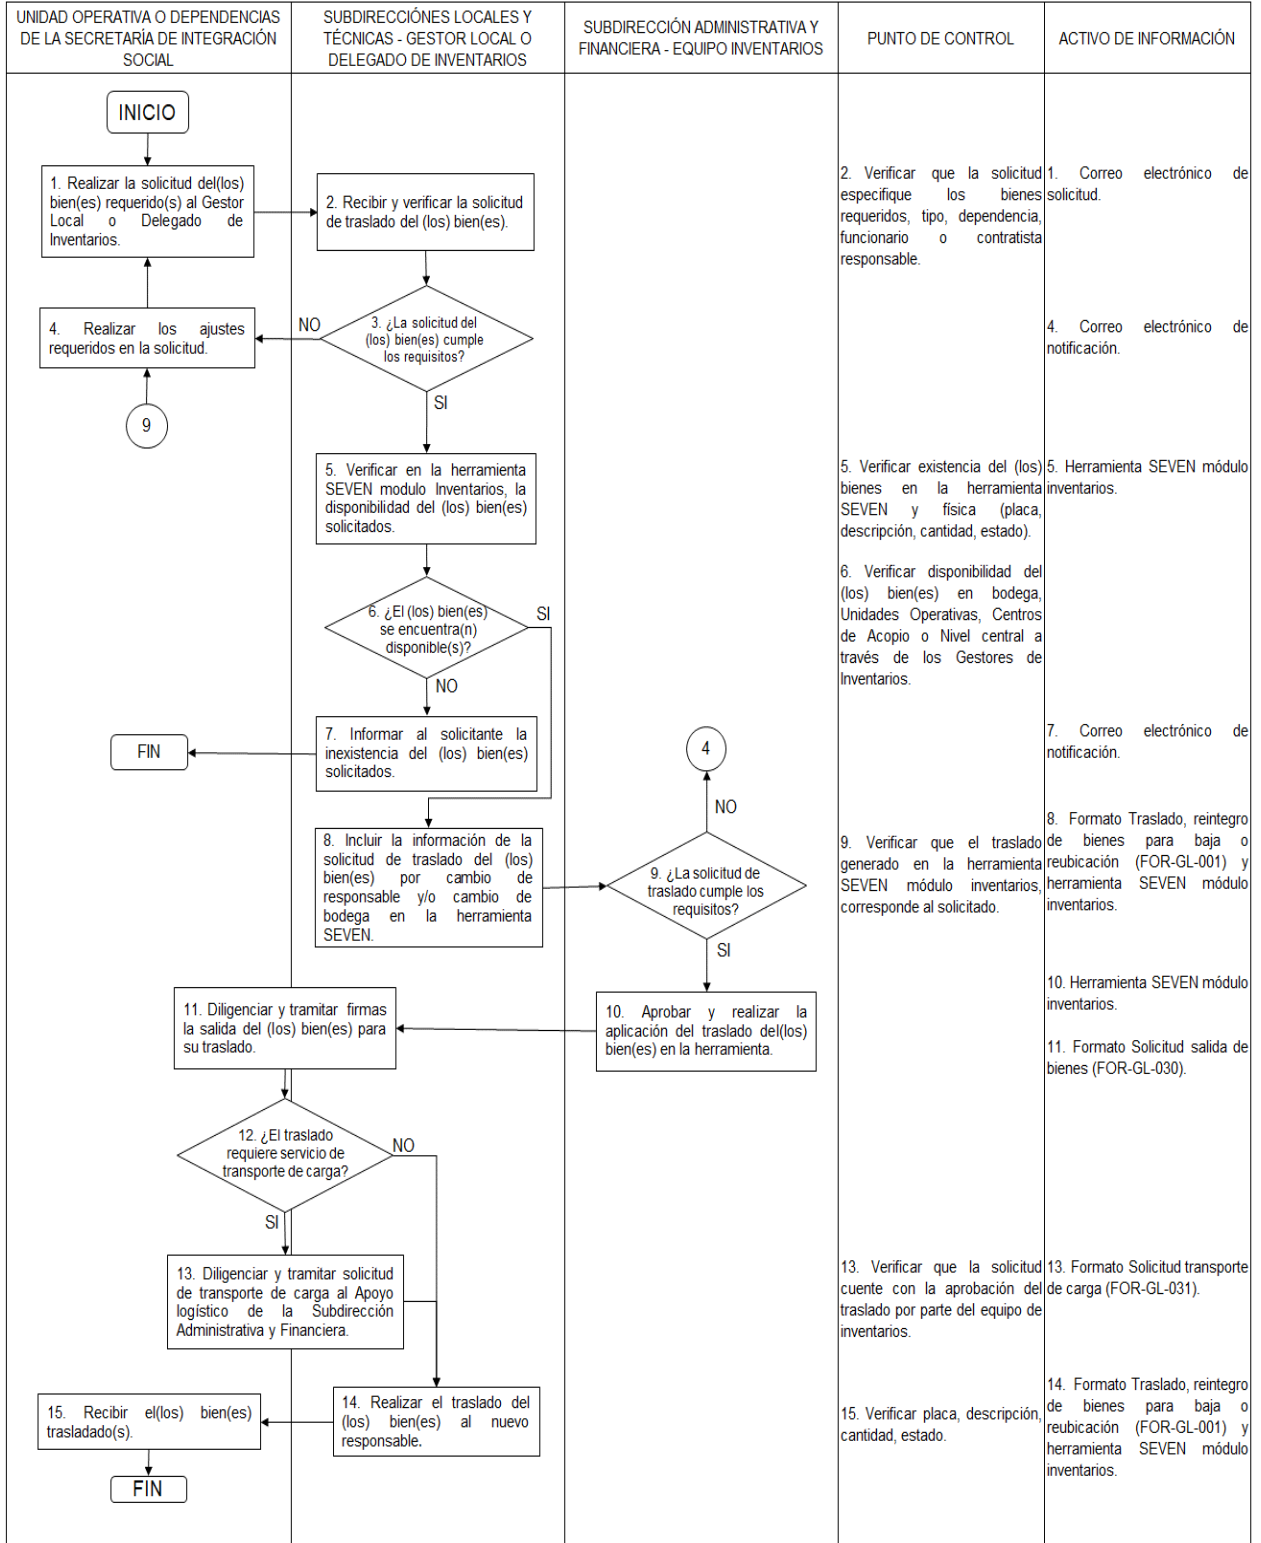 UNIDAD OPERATIVA O DEPENDENCIAS
DE LA SECRETARÍA DE INTEGRACIÓN
SOCIAL
SUBDIRECCIÓNES LOCALES Y
TÉCNICAS - GESTOR LOCAL O
DELEGADO DE INVENTARIOS
SUBDIRECCIÓN ADMINISTRATIVA Y
FINANCIERA - EQUIPO INVENTARIOS
PUNTO DE CONTROL
ACTIVO DE INFORMACIÓN
INICIO
1. Realizar la solicitud del(los)
bien(es) requerido(s) al Gestor
Local o Delegado de
Inventarios.
2. Recibir y verificar la solicitud
de traslado del (los) bien(es).
2. Verificar que la solicitud
especifique los bienes
requeridos, tipo, dependencia,
funcionario o contratista
responsable.
1. Correo electrónico de
solicitud.
4. Realizar los ajustes
requeridos en la solicitud.
NO
3. ¿La solicitud del
(los) bien(es) cumple
los requisitos?
4. Correo electrónico de
notificación.
SI
9
5. Verificar en la herramienta
SEVEN modulo Inventarios, la
disponibilidad del (los) bien(es)
solicitados.
5. Verificar existencia del (los)
bienes en la herramienta
SEVEN y física (placa,
descripción, cantidad, estado).
5. Herramienta SEVEN módulo
inventarios.
6. ¿El (los) bien(es)
se encuentra(n)
disponible(s)?
SI
NO
6. Verificar disponibilidad del
(los) bien(es) en bodega,
Unidades Operativas, Centros
de Acopio o Nivel central a
través de los Gestores de
Inventarios.
FIN
7. Informar al solicitante la
inexistencia del (los) bien(es)
solicitados.
4
7. Correo electrónico de
notificación.
NO
8. Incluir la información de la
solicitud de traslado del (los)
bien(es) por cambio de
responsable y/o cambio de
bodega en la herramienta
SEVEN.
9. ¿La solicitud de
traslado cumple los
requisitos?
9. Verificar que el traslado
generado en la herramienta
SEVEN módulo inventarios,
corresponde al solicitado.
8. Formato Traslado, reintegro
de bienes para baja o
reubicación (FOR-GL-001) y
herramienta SEVEN módulo
inventarios.
SI
11. Diligenciar y tramitar firmas
la salida del (los) bien(es) para
su traslado.
10. Aprobar y realizar la
aplicación del traslado del(los)
bien(es) en la herramienta.
10. Herramienta SEVEN módulo
inventarios.
11. Formato Solicitud salida de
bienes (FOR-GL-030).
12. ¿El traslado
requiere servicio de
transporte de carga?
NO
SI
13. Diligenciar y tramitar solicitud
de transporte de carga al Apoyo
logístico de la Subdirección
Administrativa y Financiera.
13. Verificar que la solicitud
cuente con la aprobación del
traslado por parte del equipo de
inventarios.
13. Formato Solicitud transporte
de carga (FOR-GL-031).
15. Recibir el(los) bien(es)
trasladado(s).
14. Realizar el traslado del
(los) bien(es) al nuevo
responsable.
15. Verificar placa, descripción,
cantidad, estado.
14. Formato Traslado, reintegro
de bienes para baja o
reubicación (FOR-GL-001) y
herramienta SEVEN módulo
inventarios.
FIN